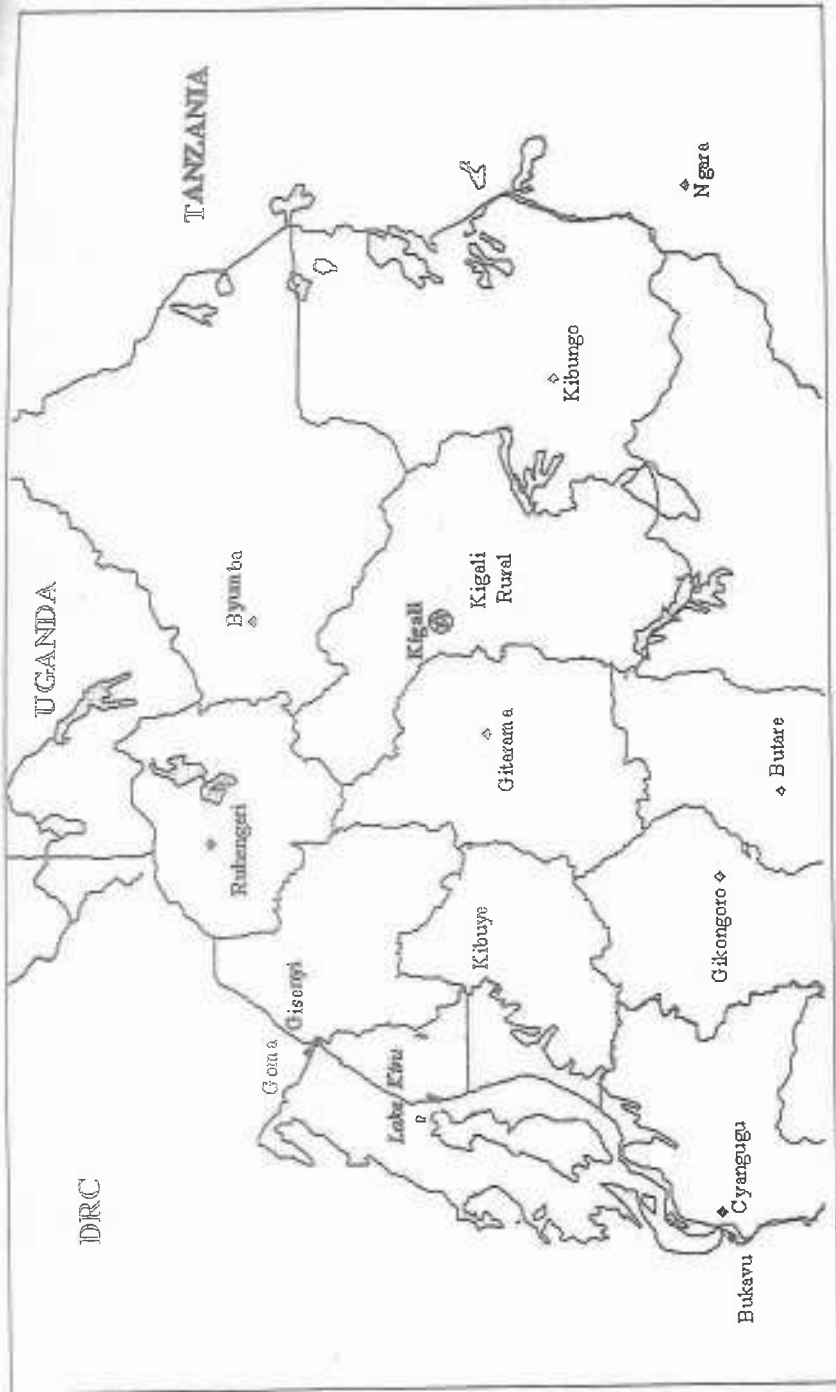 DRC
UGANDA
TANZANIA
Goma
Gisenyi
Ruhengeri
Byumba
Lake Kivu
Kibuye
Gitarama
Kigali
Kigali
Rural
Kibungo
Bukavu
Cyangugu
Gikongoro
Butare
Ngara